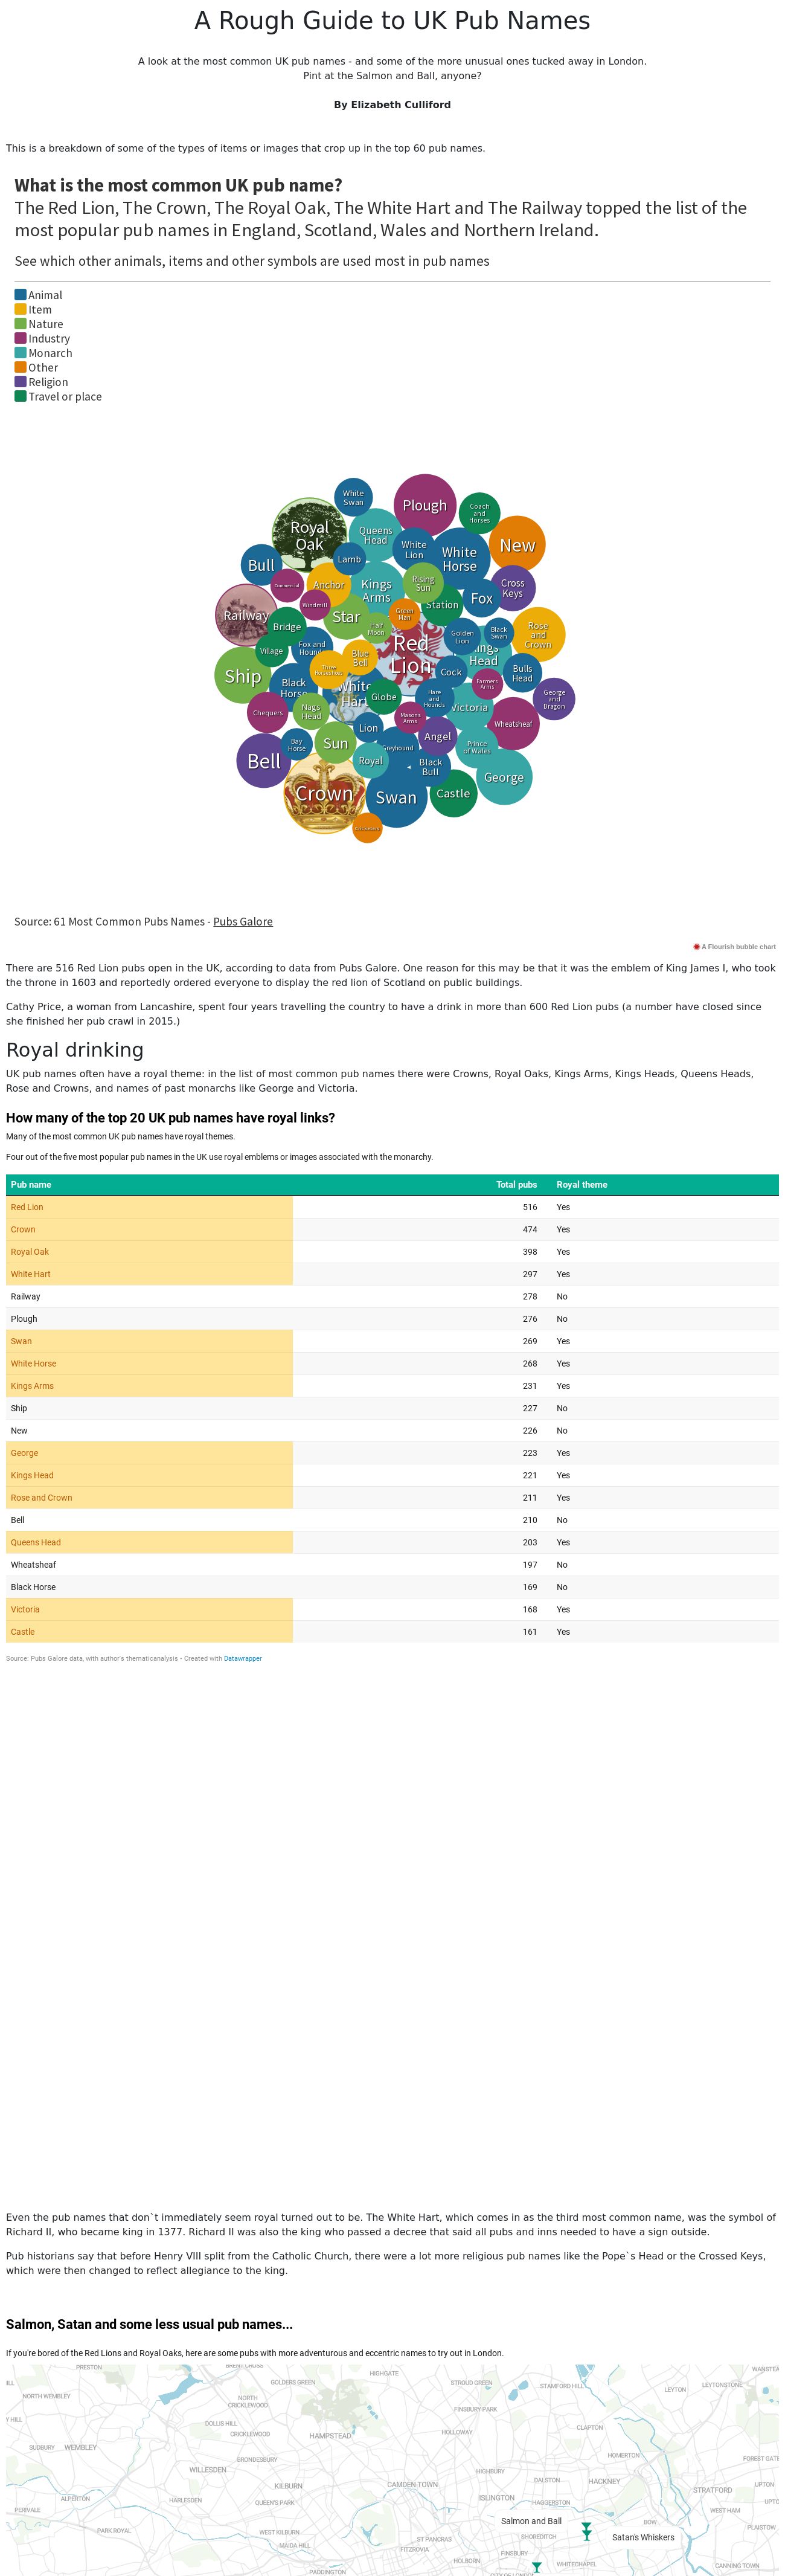 A Rough Guide to UK Pub Names
A look at the most common UK pub names - and some of the more unusual ones tucked away in London.
Pint at the Salmon and Ball, anyone?
By Elizabeth Culliford
This is a breakdown of some of the types of items or images that crop up in the top 60 pub names.
What is the most common UK pub name?
The Red Lion, The Crown, The Royal Oak, The White Hart and The Railway topped the list of the
most popular pub names in England, Scotland, Wales and Northern Ireland.
See which other animals, items and other symbols are used most in pub names
Animal
Item
Nature
Industry
Monarch
Other
Religion
Travel or place
White
Swan
Plough
Coach
and
Horses
Royal
Oak
Queens
Head
White
Lion
White
Horse
New
Bull
Lamb
Commercial
Anchor
Kings
Arms
Rising
Sun
Fox
Cross
Keys
Windmill
Station
Railway
Bridge
Star
Half
Moon
Green
Man
Golden
Lion
Black
Swan
Rose
and
Crown
Village
Fox and
Hound
Blue
Bell
Red
Lion
ings
Head
Ship
Three
Horseshoes
Cock
Farmers
Arms
Bulls
Head
Black
Horse
White
Hart
Globe
Hare
and
Hounds
George
and
Dragon
Chequers
Nags
Head
Masons
Arms
Victoria
Wheatsheaf
Lion
Bay
Horse
Sun
Greyhound
Angel
Prince
of Wales
Bell
Royal
Black
Bull
George
Crown
Swan
Castle
Cricketers
Source: 61 Most Common Pubs Names - Pubs Galore
A Flourish bubble chart
There are 516 Red Lion pubs open in the UK, according to data from Pubs Galore. One reason for this may be that it was the emblem of King James I, who took
the throne in 1603 and reportedly ordered everyone to display the red lion of Scotland on public buildings.
Cathy Price, a woman from Lancashire, spent four years travelling the country to have a drink in more than 600 Red Lion pubs (a number have closed since
she finished her pub crawl in 2015.)
Royal drinking
UK pub names often have a royal theme: in the list of most common pub names there were Crowns, Royal Oaks, Kings Arms, Kings Heads, Queens Heads,
Rose and Crowns, and names of past monarchs like George and Victoria.
How many of the top 20 UK pub names have royal links?
Many of the most common UK pub names have royal themes.
Four out of the five most popular pub names in the UK use royal emblems or images associated with the monarchy.
Pub name Total pubs Royal theme
Red Lion 516 Yes
Crown 474 Yes
Royal Oak 398 Yes
White Hart 297 Yes
Railway 278 No
Plough 276 No
Swan 269 Yes
White Horse 268 Yes
Kings Arms 231 Yes
Ship 227 No
New 226 No
George 223 Yes
Kings Head 221 Yes
Rose and Crown 211 Yes
Bell 210 No
Queens Head 203 Yes
Wheatsheaf 197 No
Black Horse 169 No
Victoria 168 Yes
Castle 161 Yes
Source: Pubs Galore data, with author's thematicanalysis • Created with Datawrapper
Even the pub names that don`t immediately seem royal turned out to be. The White Hart, which comes in as the third most common name, was the symbol of
Richard II, who became king in 1377. Richard II was also the king who passed a decree that said all pubs and inns needed to have a sign outside.
Pub historians say that before Henry VIII split from the Catholic Church, there were a lot more religious pub names like the Pope`s Head or the Crossed Keys,
which were then changed to reflect allegiance to the king.
Salmon, Satan and some less usual pub names...
If you're bored of the Red Lions and Royal Oaks, here are some pubs with more adventurous and eccentric names to try out in London.
PRESTON
BRENT CROSS
HIGHGATE
WANSTEA
GOLDERS GREEN
STROUD GREEN
STAMFORD HILL
LEYTONSTONE
LEYTON
NORTH WEMBLEY
NORTH
CRICKLEWOOD
FINSBURY PARK
DOLLIS HILL
CLAPTON
CRICKLEWOOD
HAMPSTEAD
HOLLOWAY
SUDBURY
WEMBLEY
HOMERTON
FOREST GATE
BRONDESBURY
WILLESDEN
HIGHBURY
DALSTON
HACKNEY
KILBURN
CAMDEN TOWN
UPTON
STRATFORD
ALPERTON
HARLESDEN
QUEEN'S PARK
ISLINGTON
HAGGERSTON
WEST HAM
PERIVALE
Salmon and Ball
BOW
PLAISTOW
PARK ROYAL
WEST KILBURN
ST PANCRAS
SHOREDITCH
Satan's Whiskers
MAIDA HILL
FITZROVIA
FINSBURY
HOLBORN
WHITECHAPEL
CANNING TOWN
PADDINGTON